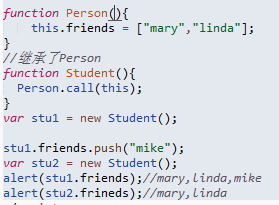 function Person(){
this.friends = ["mary","linda"];
}
//继承了Person
function Student(){
Person.call(this);
}
var stu1 = new Student();
stu1.friends.push("mike");
var stu2 = new Student();
alert(stu1.friends);//mary,linda,mike
alert(stu2.frineds);//mary,linda